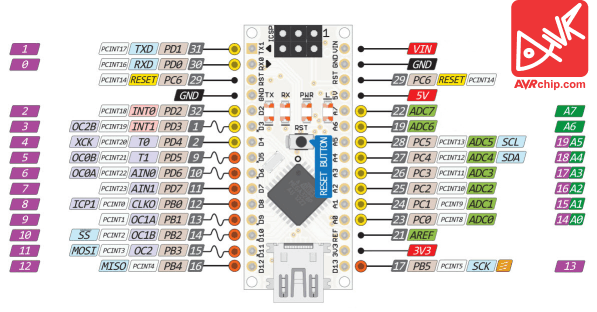 AVR
AVRchip.com
ICSP 1
1 PCINT17 TXD PD1 31 TX1 VIN VIN
0 PCINT16 RXD PD0 30 RX0 GND GND
PCINT14 RESET PC6 29 RST RST 29 PC6 RESET PCINT14
GND GND 5V 5V
2 PCINT18 INT0 PD2 32 D2 A7 22 ADC7 A7
3 OC2B PCINT19 INT1 PD3 1 D3 A6 19 ADC6 A6
4 XCK PCINT20 T0 PD4 2 D4 A5 28 PC5 PCINT13 ADC5 SCL 19 A5
5 OC0B PCINT21 T1 PD5 9 D5 A4 27 PC4 PCINT12 ADC4 SDA 18 A4
6 OC0A PCINT22 AIN0 PD6 10 D6 A3 26 PC3 PCINT11 ADC3 17 A3
7 PCINT23 AIN1 PD7 11 D7 A2 25 PC2 PCINT10 ADC2 16 A2
8 ICP1 PCINT0 CLKO PB0 12 D8 A1 24 PC1 PCINT9 ADC1 15 A1
9 PCINT1 OC1A PB1 13 D9 A0 23 PC0 PCINT8 ADC0 14 A0
10 SS PCINT2 OC1B PB2 14 D10 REF 21 AREF
11 MOSI PCINT3 OC2 PB3 15 D11 3V3 3V3
12 MISO PCINT4 PB4 16 D12 D13 17 PB5 PCINT5 SCK 13
TX RX PWR L
RST
RESET BUTTON